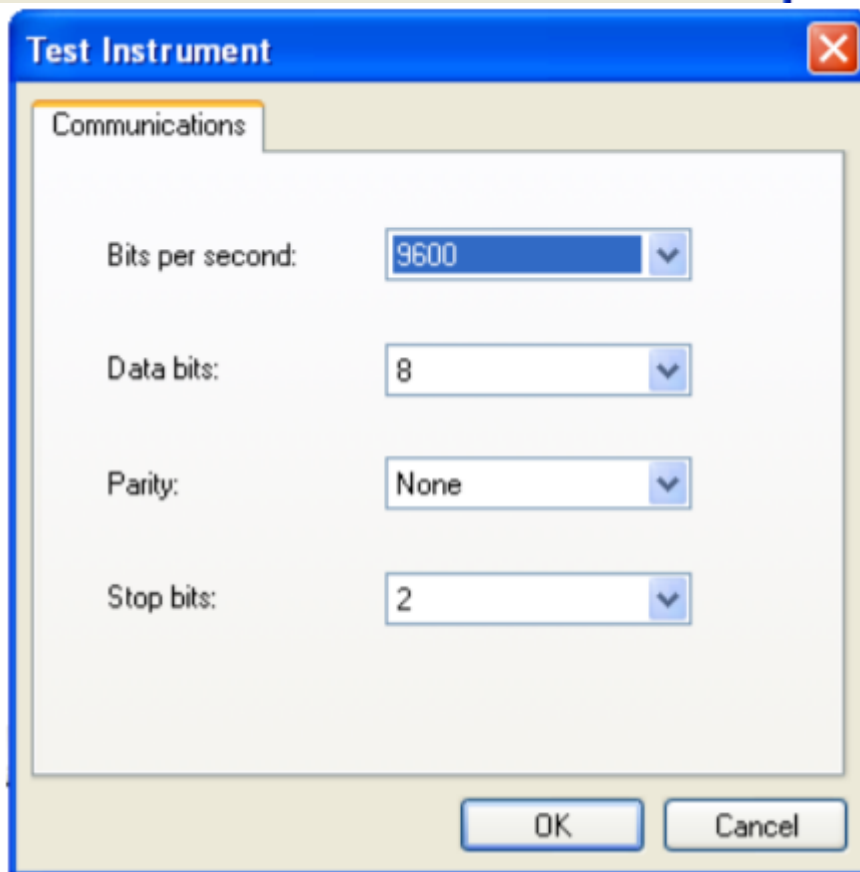 Test Instrument
Communications
Bits per second: 9600
Data bits: 8
Parity: None
Stop bits: 2
OK Cancel